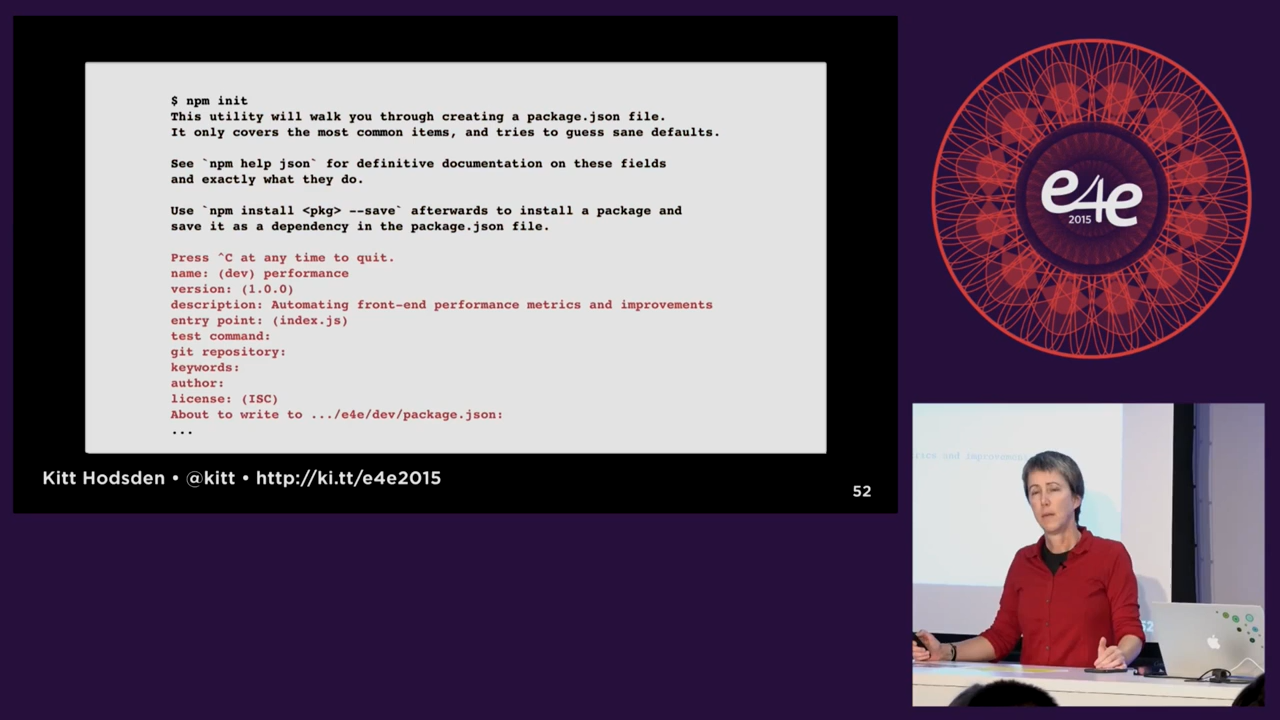 $ npm init
This utility will walk you through creating a package.json file.
It only covers the most common items, and tries to guess sane defaults.
See `npm help json` for definitive documentation on these fields
and exactly what they do.
Use `npm install <pkg> --save` afterwards to install a package and
save it as a dependency in the package.json file.
Press ^C at any time to quit.
name: (dev) performance
version: (1.0.0)
description: Automating front-end performance metrics and improvements
entry point: (index.js)
test command:
git repository:
keywords:
author:
license: (ISC)
About to write to .../e4e/dev/package.json:
...
Kitt Hodsden • @kitt • http://ki.tt/e4e2015
52
e4e
2015
and improvemen
52